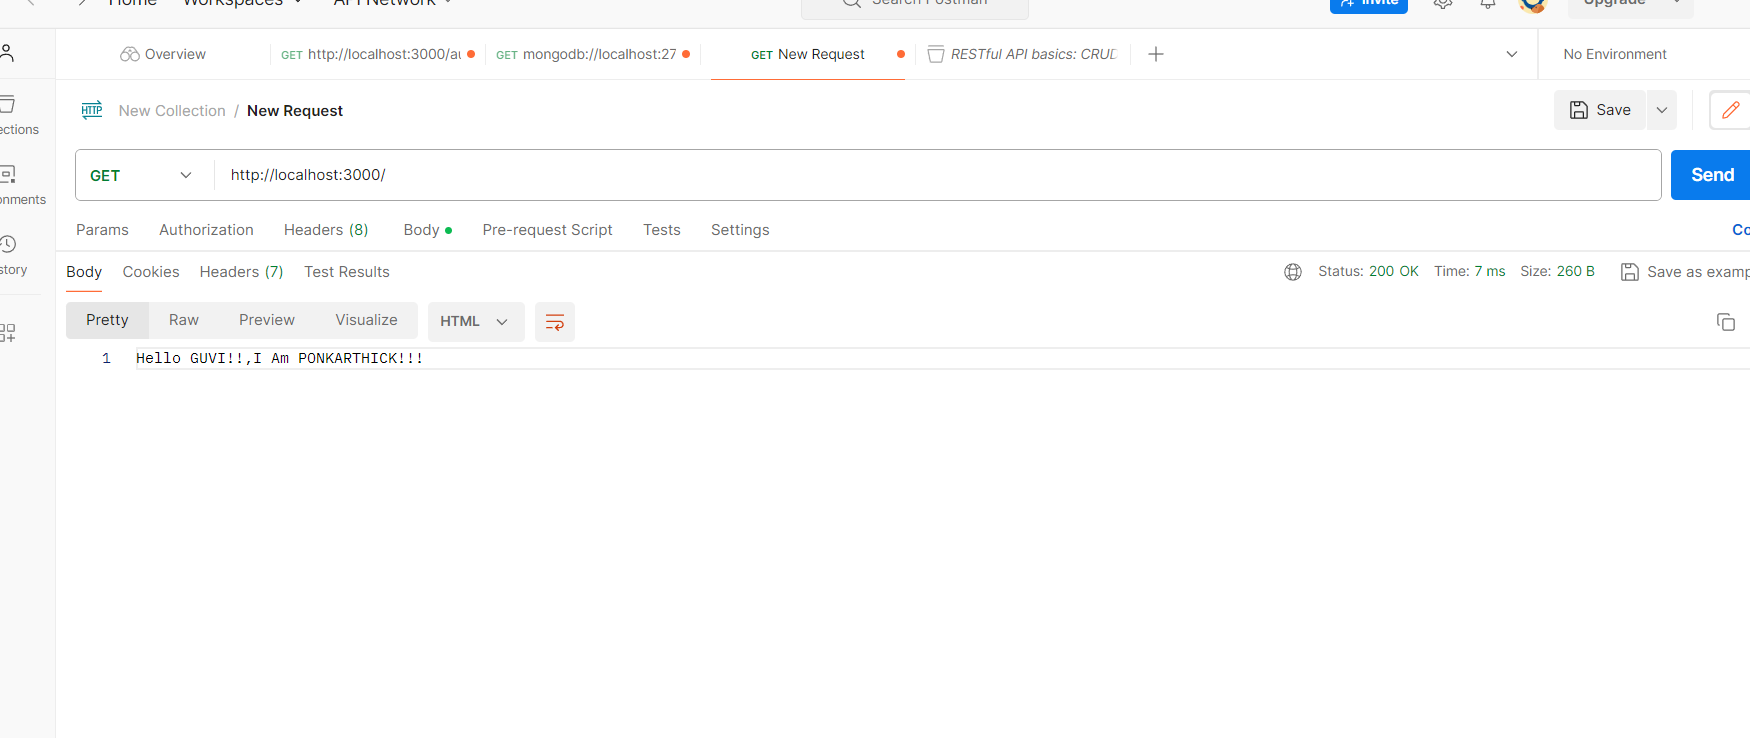 Home Workspaces API Network Search Postman Invite Upgrade
Overview GET http://localhost:3000/au GET mongodb://localhost:27 GET New Request RESTful API basics: CRUD No Environment
HTTP New Collection / New Request Save
ections
GET http://localhost:3000/ Send
onments
Params Authorization Headers (8) Body Pre-request Script Tests Settings Co
story
Body Cookies Headers (7) Test Results Status: 200 OK Time: 7 ms Size: 260 B Save as examp
Pretty Raw Preview Visualize HTML
1 Hello GUVI!!,I Am PONKARTHICK!!!